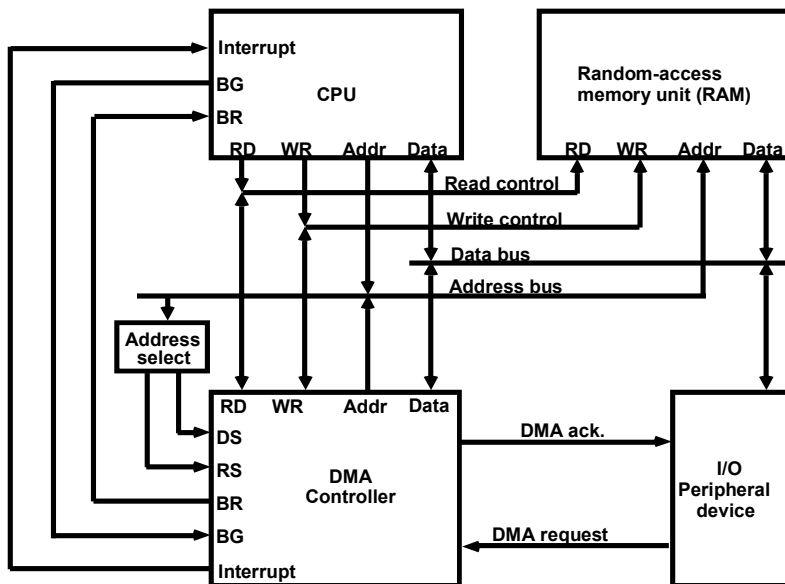 Interrupt
BG
CPU
BR
RD WR Addr Data
Random-access
memory unit (RAM)
RD WR Addr Data
Read control
Write control
Data bus
Address bus
Address
select
RD WR Addr Data
DS
RS
BR
BG
Interrupt
DMA
Controller
DMA ack.
DMA request
I/O
Peripheral
device